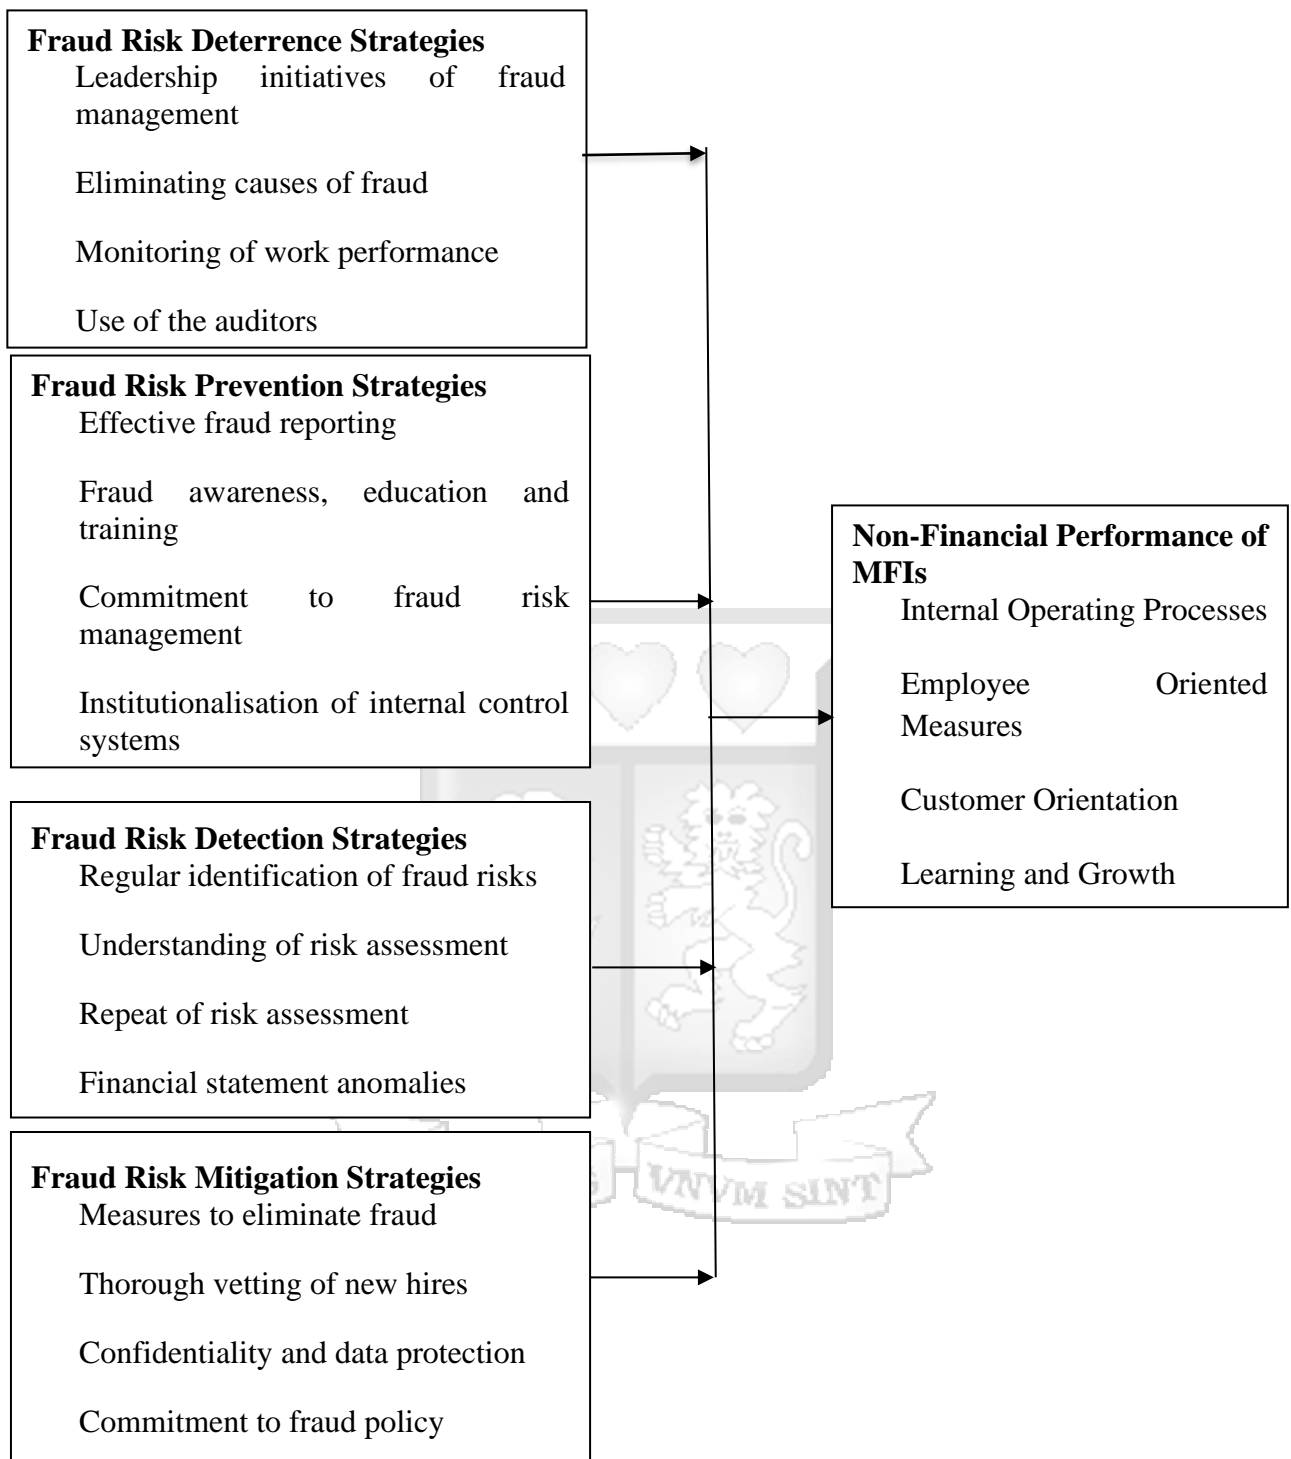 Fraud Risk Deterrence Strategies
Leadership initiatives of fraud
management
Eliminating causes of fraud
Monitoring of work performance
Use of the auditors
Fraud Risk Prevention Strategies
Effective fraud reporting
Fraud awareness, education and
training
Commitment to fraud risk
management
Institutionalisation of internal control
systems
Fraud Risk Detection Strategies
Regular identification of fraud risks
Understanding of risk assessment
Repeat of risk assessment
Financial statement anomalies
Fraud Risk Mitigation Strategies
Measures to eliminate fraud
Thorough vetting of new hires
Confidentiality and data protection
Commitment to fraud policy
Non-Financial Performance of
MFIs
Internal Operating Processes
Employee Oriented
Measures
Customer Orientation
Learning and Growth
VNVM SINT